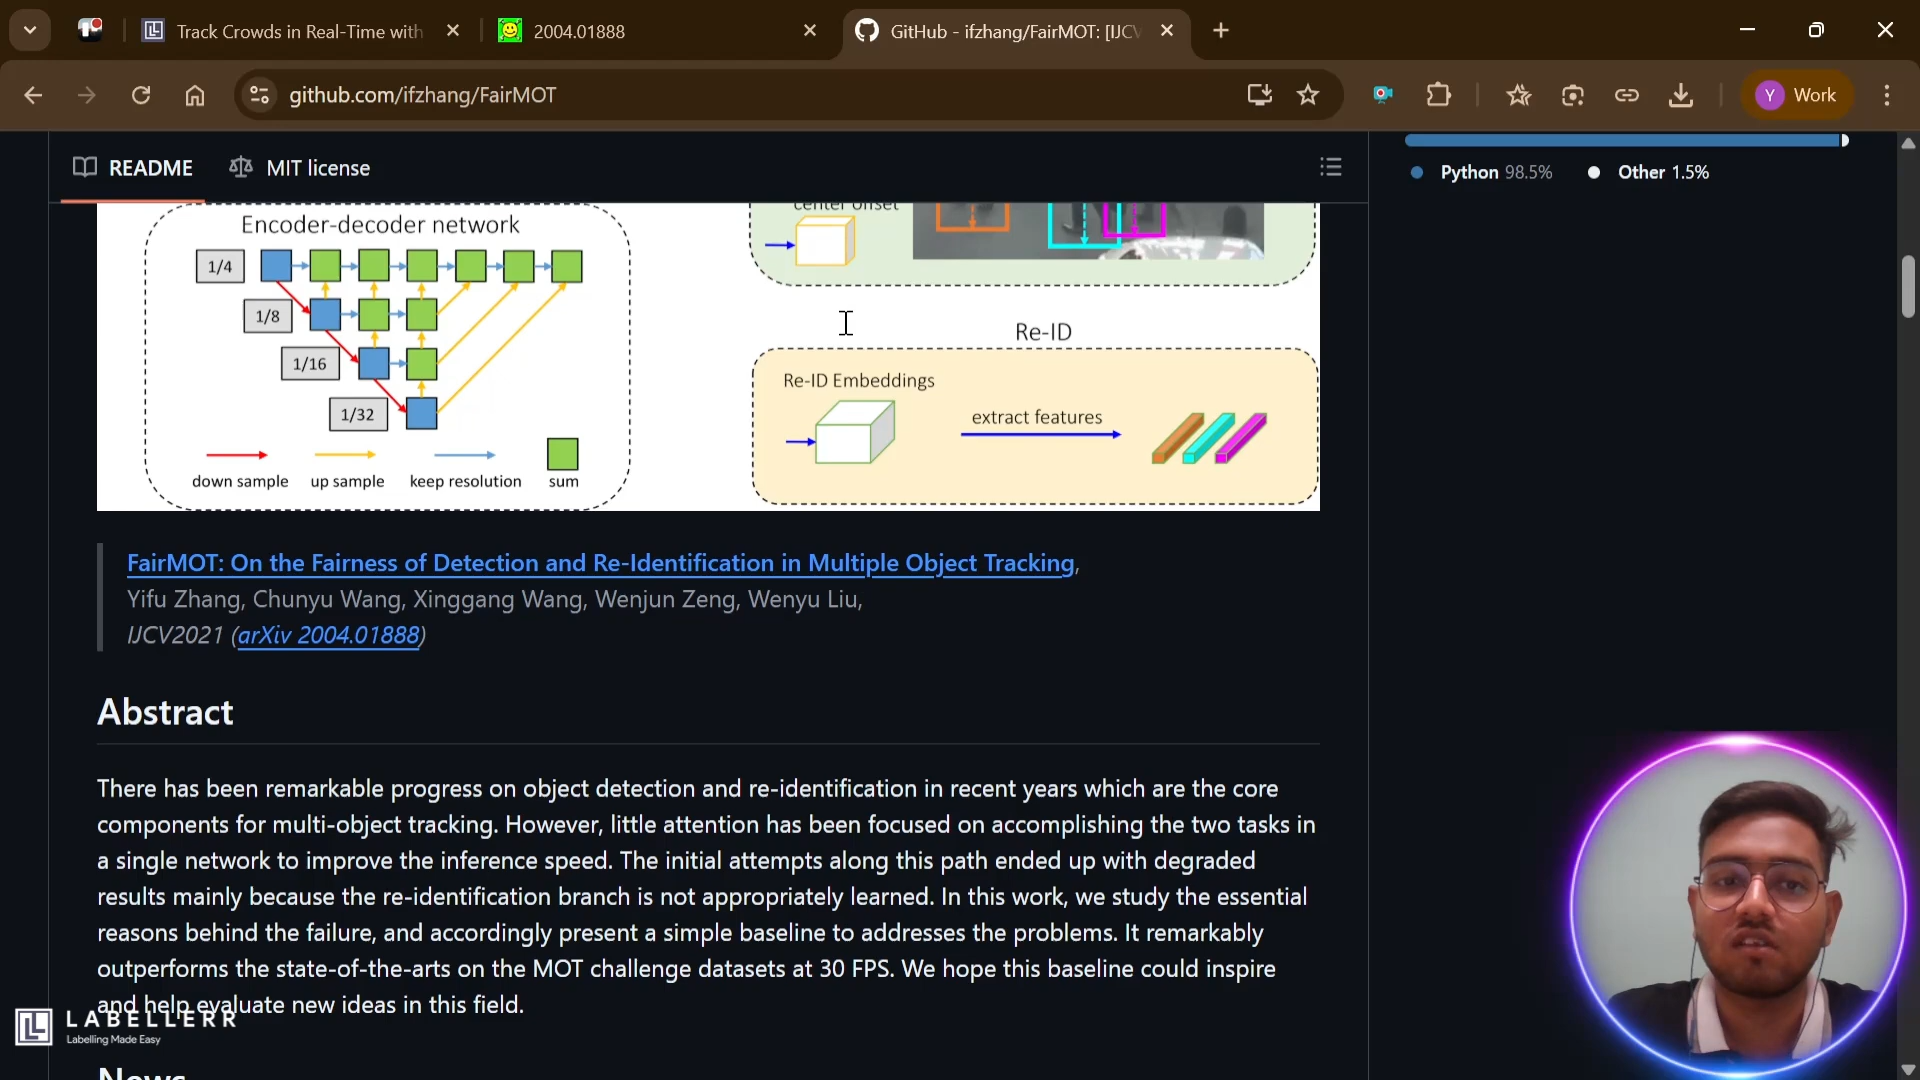 Track Crowds in Real-Time with
2004.01888
GitHub - ifzhang/FairMOT: [IJCV
github.com/ifzhang/FairMOT
Y
Work
README
MIT license
Python 98.5%
Other 1.5%
Encoder-decoder network
1/4
1/8
1/16
1/32
down sample
up sample
keep resolution
sum
center offset
Re-ID
Re-ID Embeddings
extract features
FairMOT: On the Fairness of Detection and Re-Identification in Multiple Object Tracking,
Yifu Zhang, Chunyu Wang, Xinggang Wang, Wenjun Zeng, Wenyu Liu,
IJCV2021 (arXiv 2004.01888)
Abstract
There has been remarkable progress on object detection and re-identification in recent years which are the core
components for multi-object tracking. However, little attention has been focused on accomplishing the two tasks in
a single network to improve the inference speed. The initial attempts along this path ended up with degraded
results mainly because the re-identification branch is not appropriately learned. In this work, we study the essential
reasons behind the failure, and accordingly present a simple baseline to addresses the problems. It remarkably
outperforms the state-of-the-arts on the MOT challenge datasets at 30 FPS. We hope this baseline could inspire
and help evaluate new ideas in this field.
LABELLERR
Labelling Made Easy
News